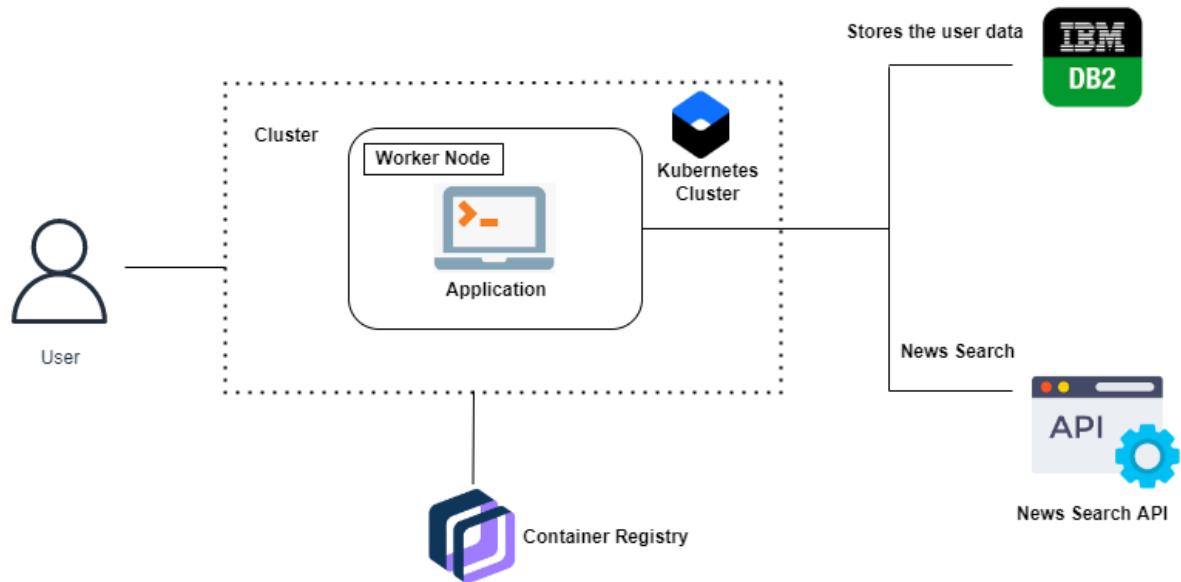 Stores the user data
IBM
DB2
Cluster
Worker Node
Kubernetes
Cluster
Application
User
News Search
API
News Search API
Container Registry